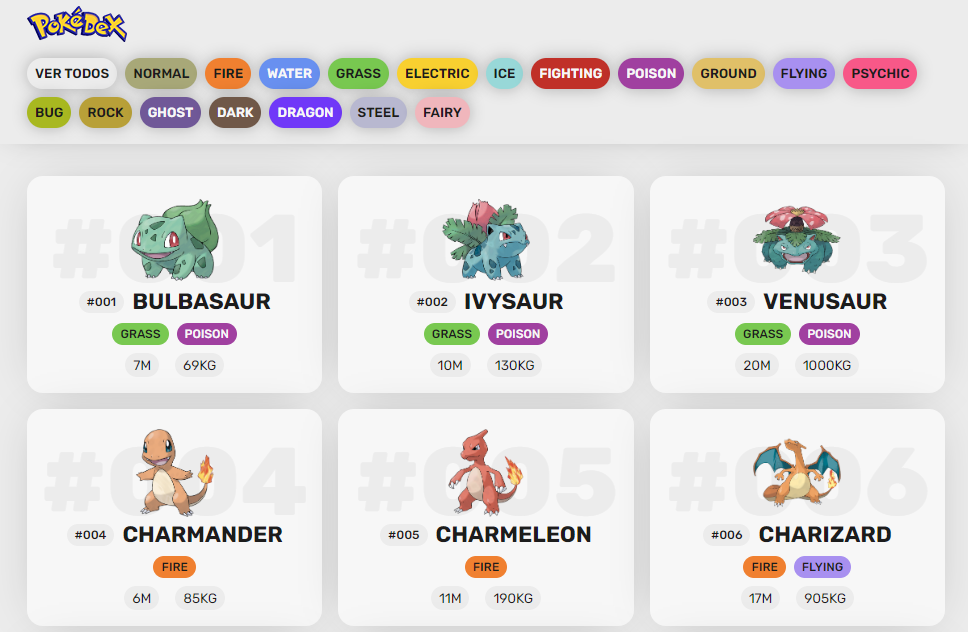 POKéDEX
VER TODOS NORMAL FIRE WATER GRASS ELECTRIC ICE FIGHTING POISON GROUND FLYING PSYCHIC
BUG ROCK GHOST DARK DRAGON STEEL FAIRY
#001
#001 BULBASAUR
GRASS POISON
7M 69KG
#002
#002 IVYSAUR
GRASS POISON
10M 130KG
#003
#003 VENUSAUR
GRASS POISON
20M 1000KG
#004
#004 CHARMANDER
FIRE
6M 85KG
#005
#005 CHARMELEON
FIRE
11M 190KG
#006
#006 CHARIZARD
FIRE FLYING
17M 905KG